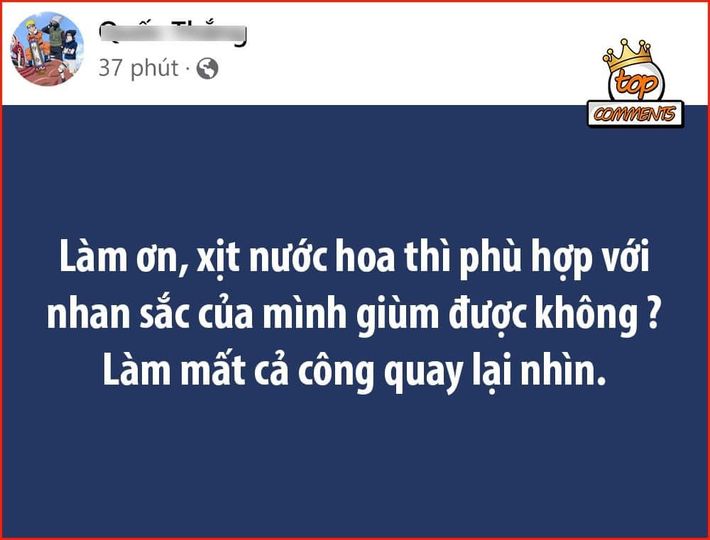 37 phút ·
top
COMMENTS
Làm ơn, xịt nước hoa thì phù hợp với
nhan sắc của mình giùm được không ?
Làm mất cả công quay lại nhìn.